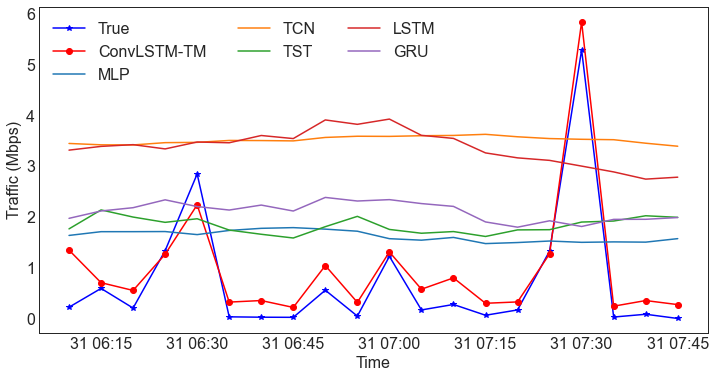 6
5
4
3
2
1
0
Traffic (Mbps)
True
ConvLSTM-TM
MLP
TCN
TST
LSTM
GRU
31 06:15 31 06:30 31 06:45 31 07:00 31 07:15 31 07:30 31 07:45
Time